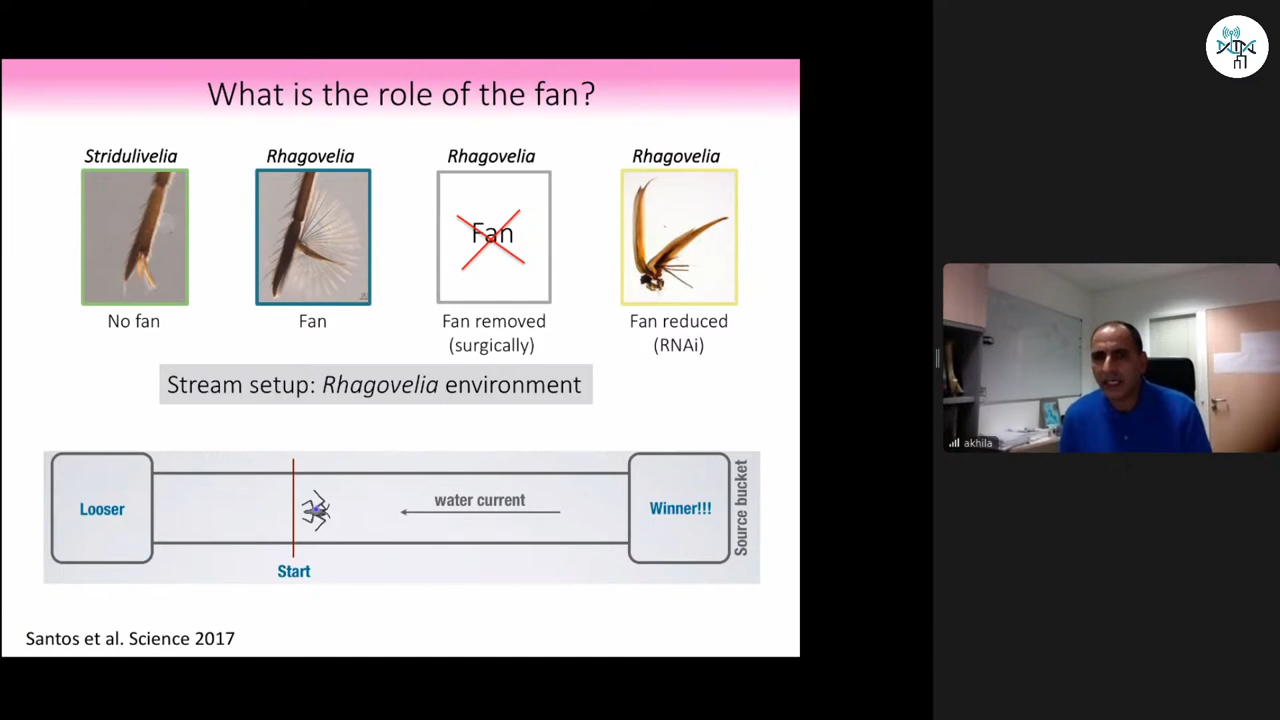 What is the role of the fan?
Stridulivelia
Rhagovelia
Rhagovelia
Rhagovelia
Fan
No fan
Fan
Fan removed
(surgically)
Fan reduced
(RNAi)
Stream setup: Rhagovelia environment
Looser
water current
Winner!!!
Source bucket
Start
Santos et al. Science 2017
akhila